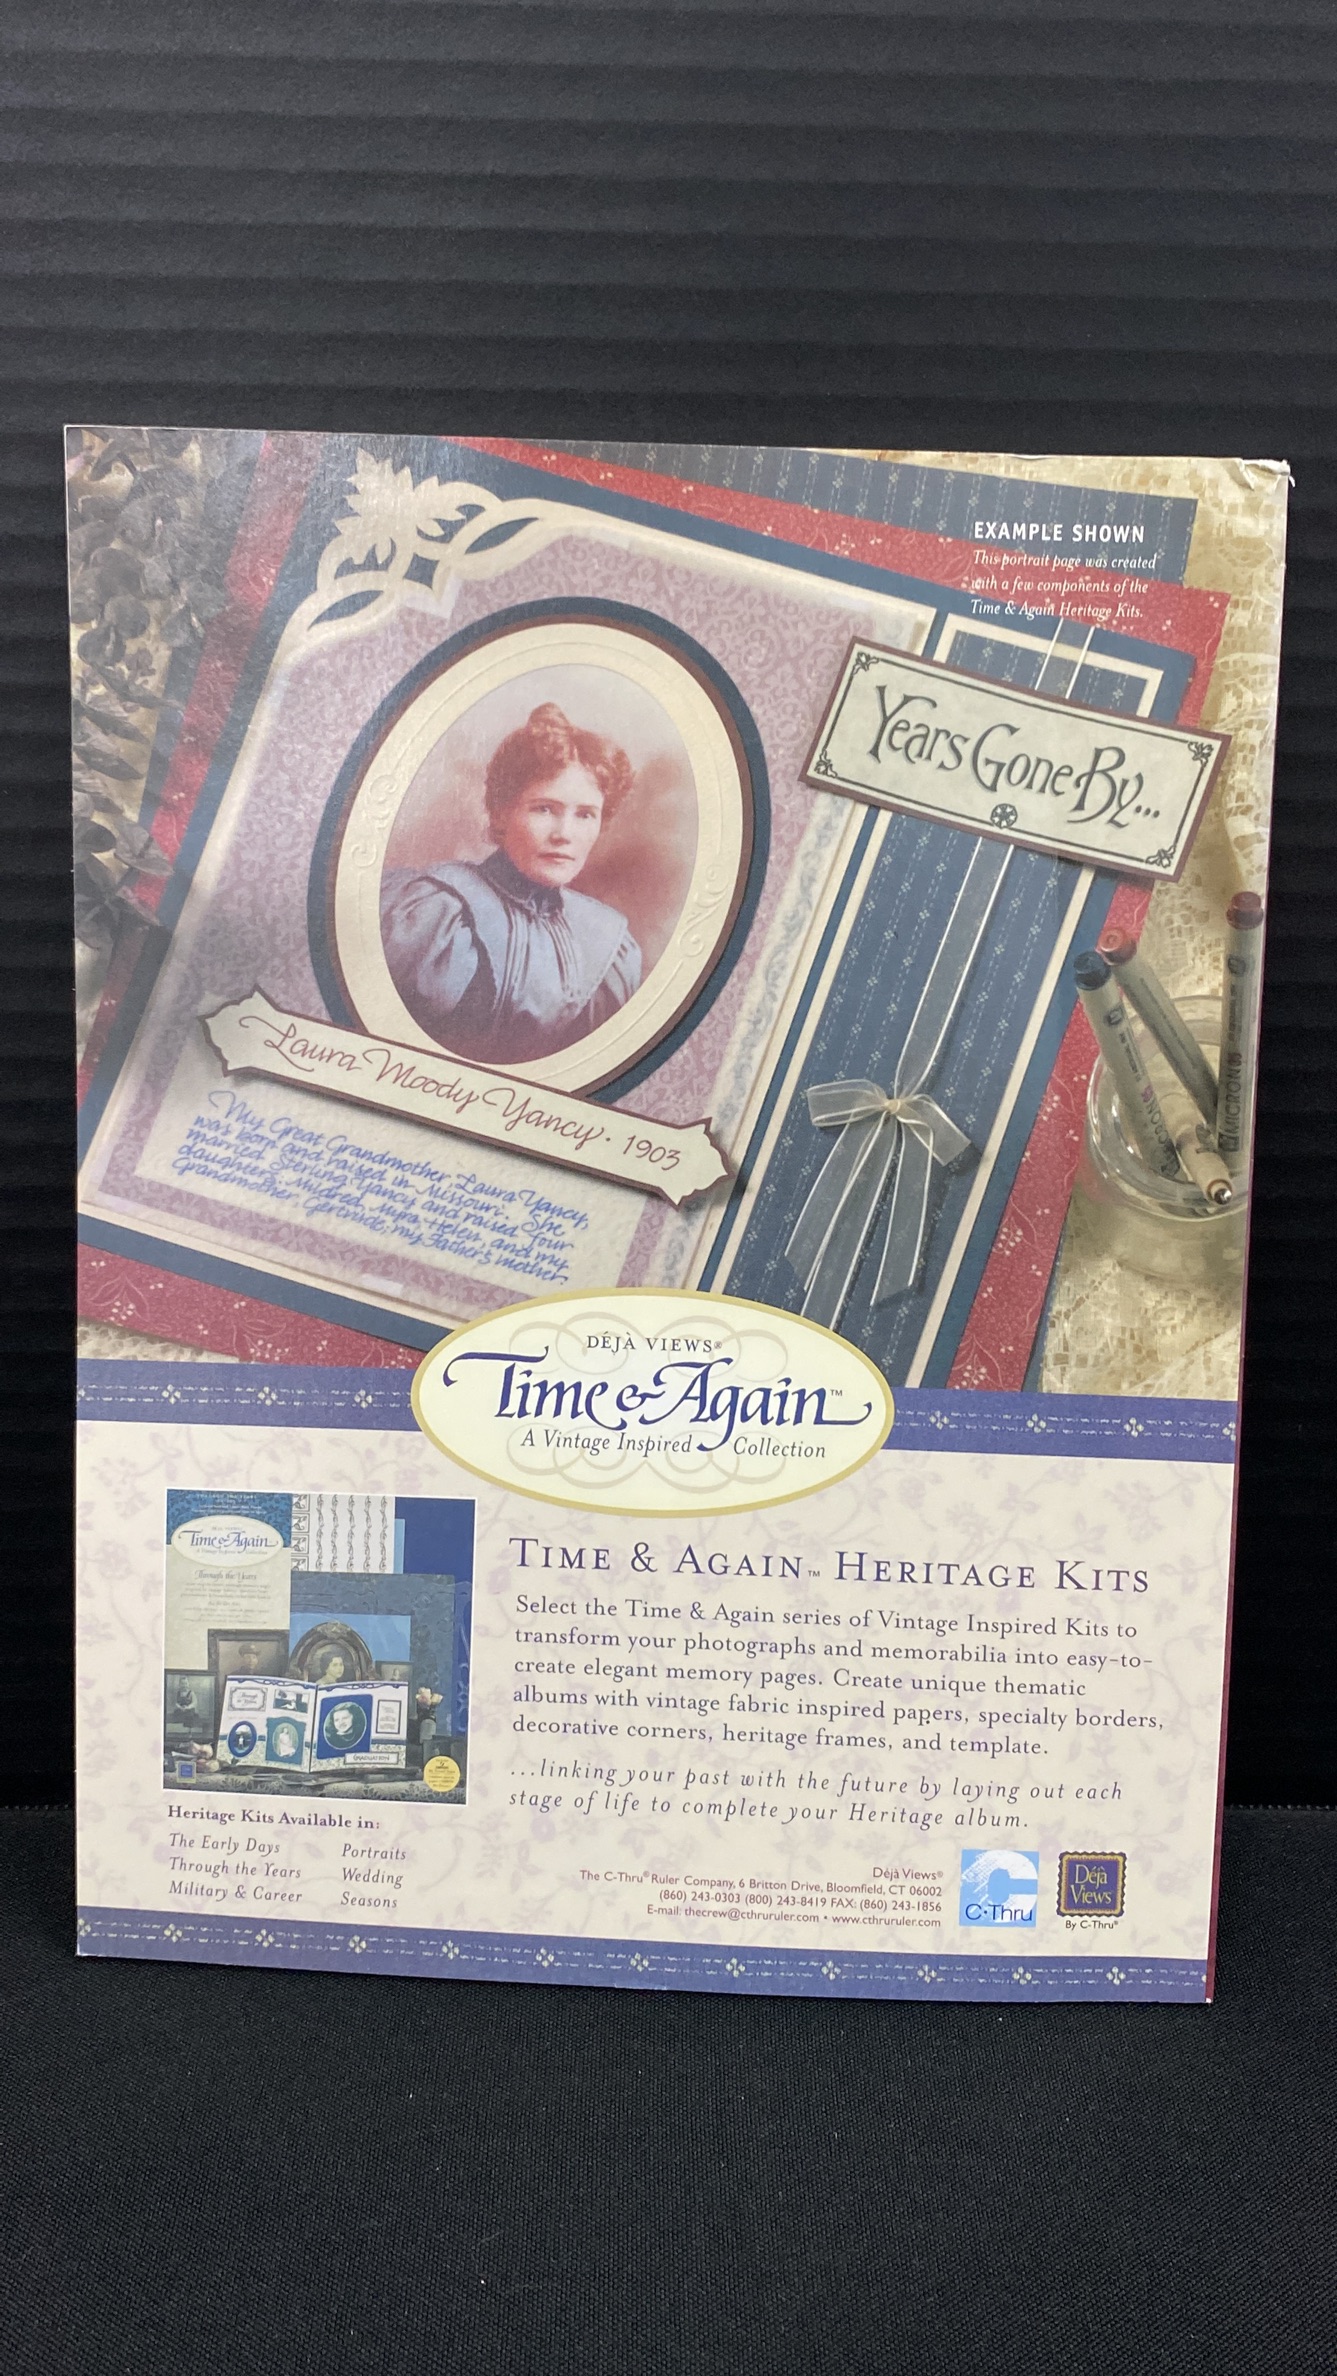 EXAMPLE SHOWN
This portrait page was created
with a few components of the
Time & Again Heritage Kits.
Years Gone By...
Laura Moody Yancy · 1903
My Great Grandmother, Laura Yancy,
was born and raised in Missouri. She
married Sterling Yancy and raised four
daughters: Mildred, Myra, Helen, and my
Grandmother, Gertrude; my father's mother.
MICRON
DÉJÀ VIEWS®
Time & Again™
A Vintage Inspired Collection
Time & Again
Through the Years
GRADUATION
TIME & AGAIN™ HERITAGE KITS
Select the Time & Again series of Vintage Inspired Kits to
transform your photographs and memorabilia into easy-to-
create elegant memory pages. Create unique thematic
albums with vintage fabric inspired papers, specialty borders,
decorative corners, heritage frames, and template.
...linking your past with the future by laying out each
stage of life to complete your Heritage album.
Heritage Kits Available in:
The Early Days Portraits
Through the Years Wedding
Military & Career Seasons
Déjà Views®
The C-Thru® Ruler Company, 6 Britton Drive, Bloomfield, CT 06002
(860) 243-0303 (800) 243-8419 FAX: (860) 243-1856
E-mail: thecrew@cthruruler.com • www.cthruruler.com
C·Thru
Déjà
Views
By C-Thru®